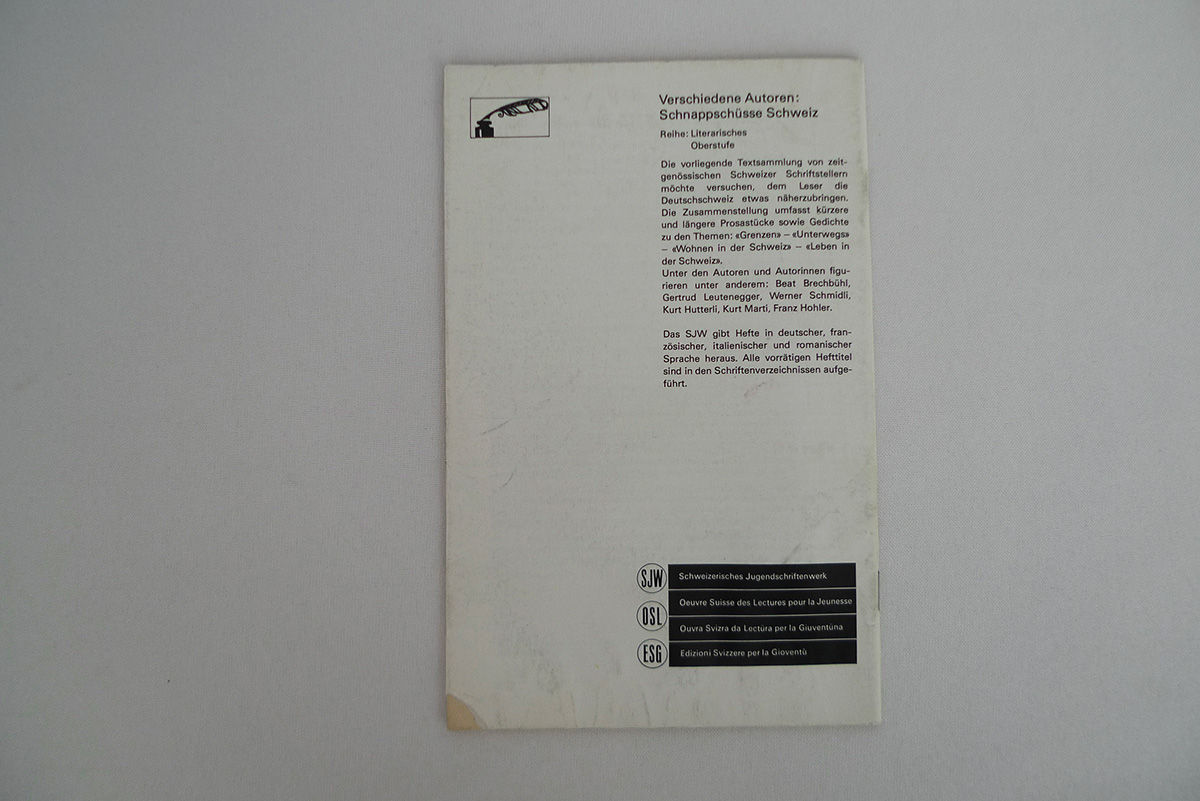 Verschiedene Autoren:
Schnappschüsse Schweiz
Reihe: Literarisches
Oberstufe
Die vorliegende Textsammlung von zeit-
genössischen Schweizer Schriftstellern
möchte versuchen, dem Leser die
Deutschschweiz etwas näherzubringen.
Die Zusammenstellung umfasst kürzere
und längere Prosastücke sowie Gedichte
zu den Themen: «Grenzen» – «Unterwegs»
– «Wohnen in der Schweiz» – «Leben in
der Schweiz».
Unter den Autoren und Autorinnen figu-
rieren unter anderem: Beat Brechbühl,
Gertrud Leutenegger, Werner Schmidli,
Kurt Hutterli, Kurt Marti, Franz Hohler.
Das SJW gibt Hefte in deutscher, fran-
zösischer, italienischer und romanischer
Sprache heraus. Alle vorrätigen Hefttitel
sind in den Schriftenverzeichnissen aufge-
führt.
SJW Schweizerisches Jugendschriftenwerk
Oeuvre Suisse des Lectures pour la Jeunesse
OSL
Ouvra Svizra da Lectüra per la Giuventüna
ESG Edizioni Svizzere per la Gioventù